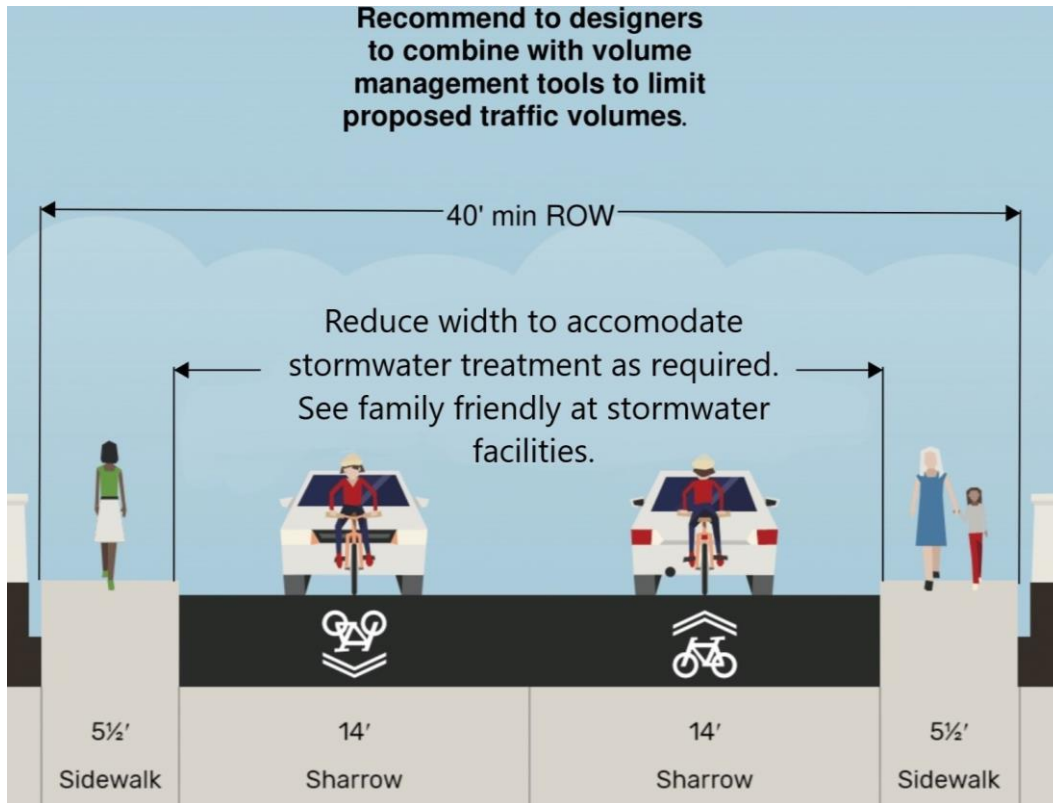 Recommend to designers
to combine with volume
management tools to limit
proposed traffic volumes.
40' min ROW
Reduce width to accomodate
stormwater treatment as required.
See family friendly at stormwater
facilities.
5½′ 14′ 14′ 5½′
Sidewalk Sharrow Sharrow Sidewalk